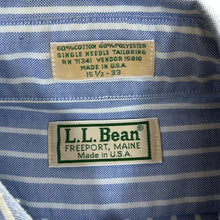 60% COTTON 60% POLYESTER
SINGLE NEEDLE TAILORING
RN 71341 VENDOR 15010
MADE IN U.S.A.
15 1/2 - 33
L.L.Bean®
FREEPORT, MAINE
Made in U.S.A.